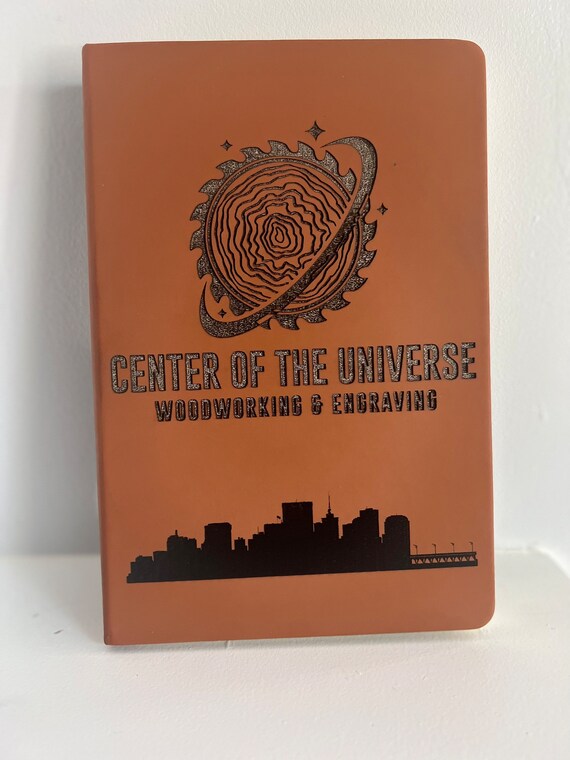 CENTER OF THE UNIVERSE
WOODWORKING & ENGRAVING